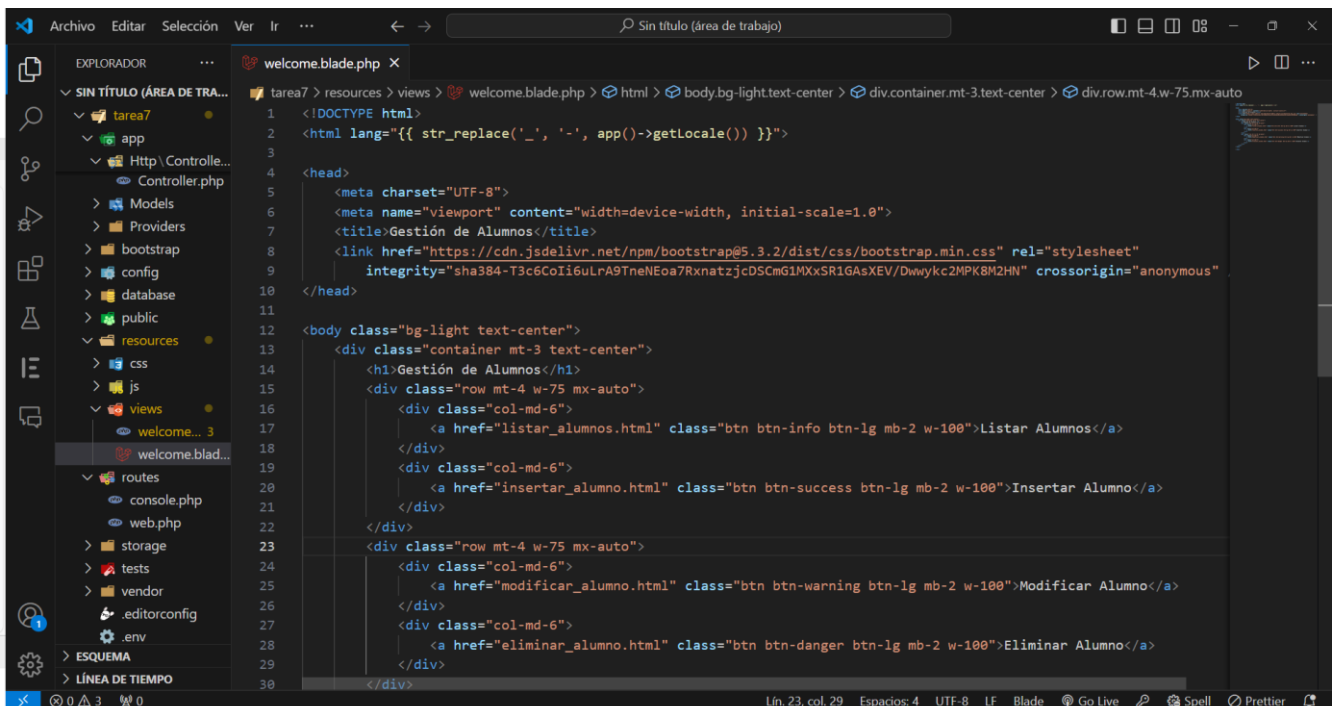 Archivo Editar Selección Ver Ir ··· ← → Sin título (área de trabajo)
EXPLORADOR ···
SIN TÍTULO (ÁREA DE TRA...
tarea7
app
Http\Controlle...
Controller.php
Models
Providers
bootstrap
config
database
public
resources
css
js
views
welcome... 3
welcome.blad...
routes
console.php
web.php
storage
tests
vendor
.editorconfig
.env
ESQUEMA
LÍNEA DE TIEMPO
1
welcome.blade.php
tarea7 > resources > views > welcome.blade.php > html > body.bg-light.text-center > div.container.mt-3.text-center > div.row.mt-4.w-75.mx-auto
1 <!DOCTYPE html>
2 <html lang="{{ str_replace('_', '-', app()->getLocale()) }}">
3
4 <head>
5 <meta charset="UTF-8">
6 <meta name="viewport" content="width=device-width, initial-scale=1.0">
7 <title>Gestión de Alumnos</title>
8 <link href="https://cdn.jsdelivr.net/npm/bootstrap@5.3.2/dist/css/bootstrap.min.css" rel="stylesheet"
9 integrity="sha384-T3c6CoIi6uLrA9TneNEoa7RxnatzjcDSCmG1MXxSR1GAsXEV/Dwwykc2MPK8M2HN" crossorigin="anonymous"
10 </head>
11
12 <body class="bg-light text-center">
13 <div class="container mt-3 text-center">
14 <h1>Gestión de Alumnos</h1>
15 <div class="row mt-4 w-75 mx-auto">
16 <div class="col-md-6">
17 <a href="listar_alumnos.html" class="btn btn-info btn-lg mb-2 w-100">Listar Alumnos</a>
18 </div>
19 <div class="col-md-6">
20 <a href="insertar_alumno.html" class="btn btn-success btn-lg mb-2 w-100">Insertar Alumno</a>
21 </div>
22 </div>
23 <div class="row mt-4 w-75 mx-auto">
24 <div class="col-md-6">
25 <a href="modificar_alumno.html" class="btn btn-warning btn-lg mb-2 w-100">Modificar Alumno</a>
26 </div>
27 <div class="col-md-6">
28 <a href="eliminar_alumno.html" class="btn btn-danger btn-lg mb-2 w-100">Eliminar Alumno</a>
29 </div>
30 </div>
0 3 0 Lín. 23, col. 29 Espacios: 4 UTF-8 LF Blade Go Live Spell Prettier